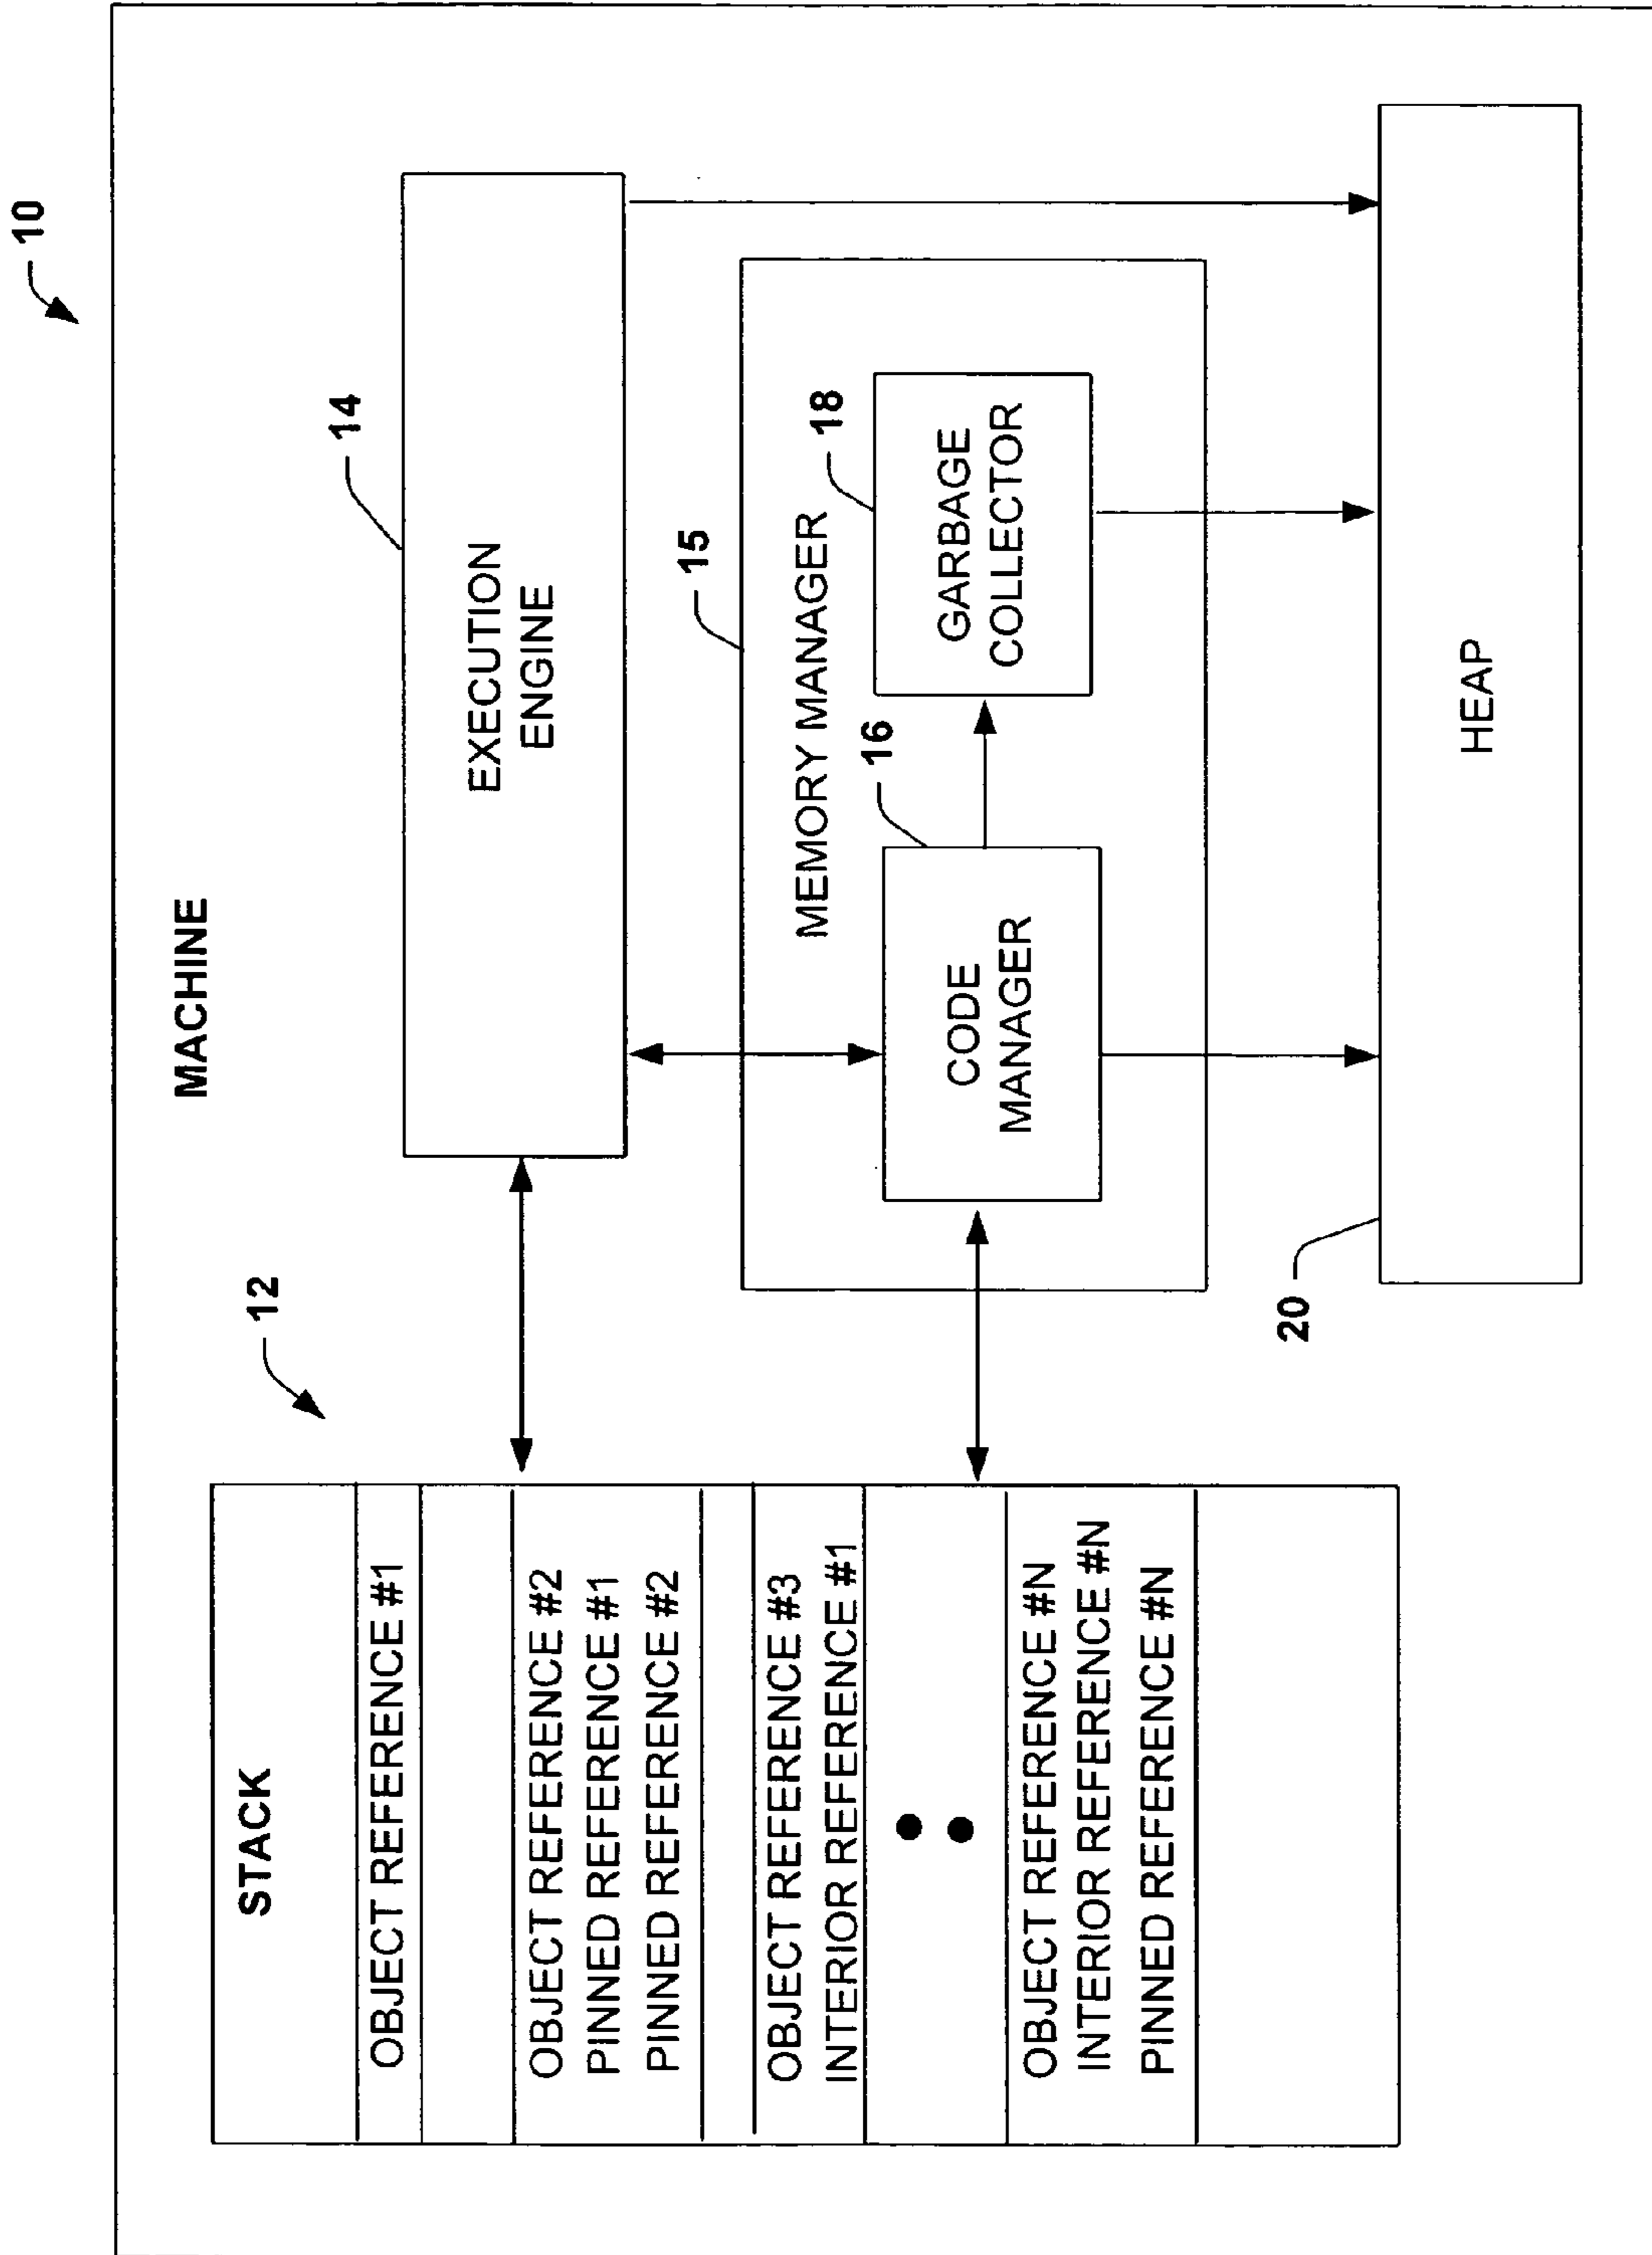 10
MACHINE
12
STACK
OBJECT REFERENCE #1
OBJECT REFERENCE #2
PINNED REFERENCE #1
PINNED REFERENCE #2
OBJECT REFERENCE #3
INTERIOR REFERENCE #1
OBJECT REFERENCE #N
INTERIOR REFERENCE #N
PINNED REFERENCE #N
14
EXECUTION
ENGINE
15
MEMORY MANAGER
16
CODE
MANAGER
18
GARBAGE
COLLECTOR
20
HEAP